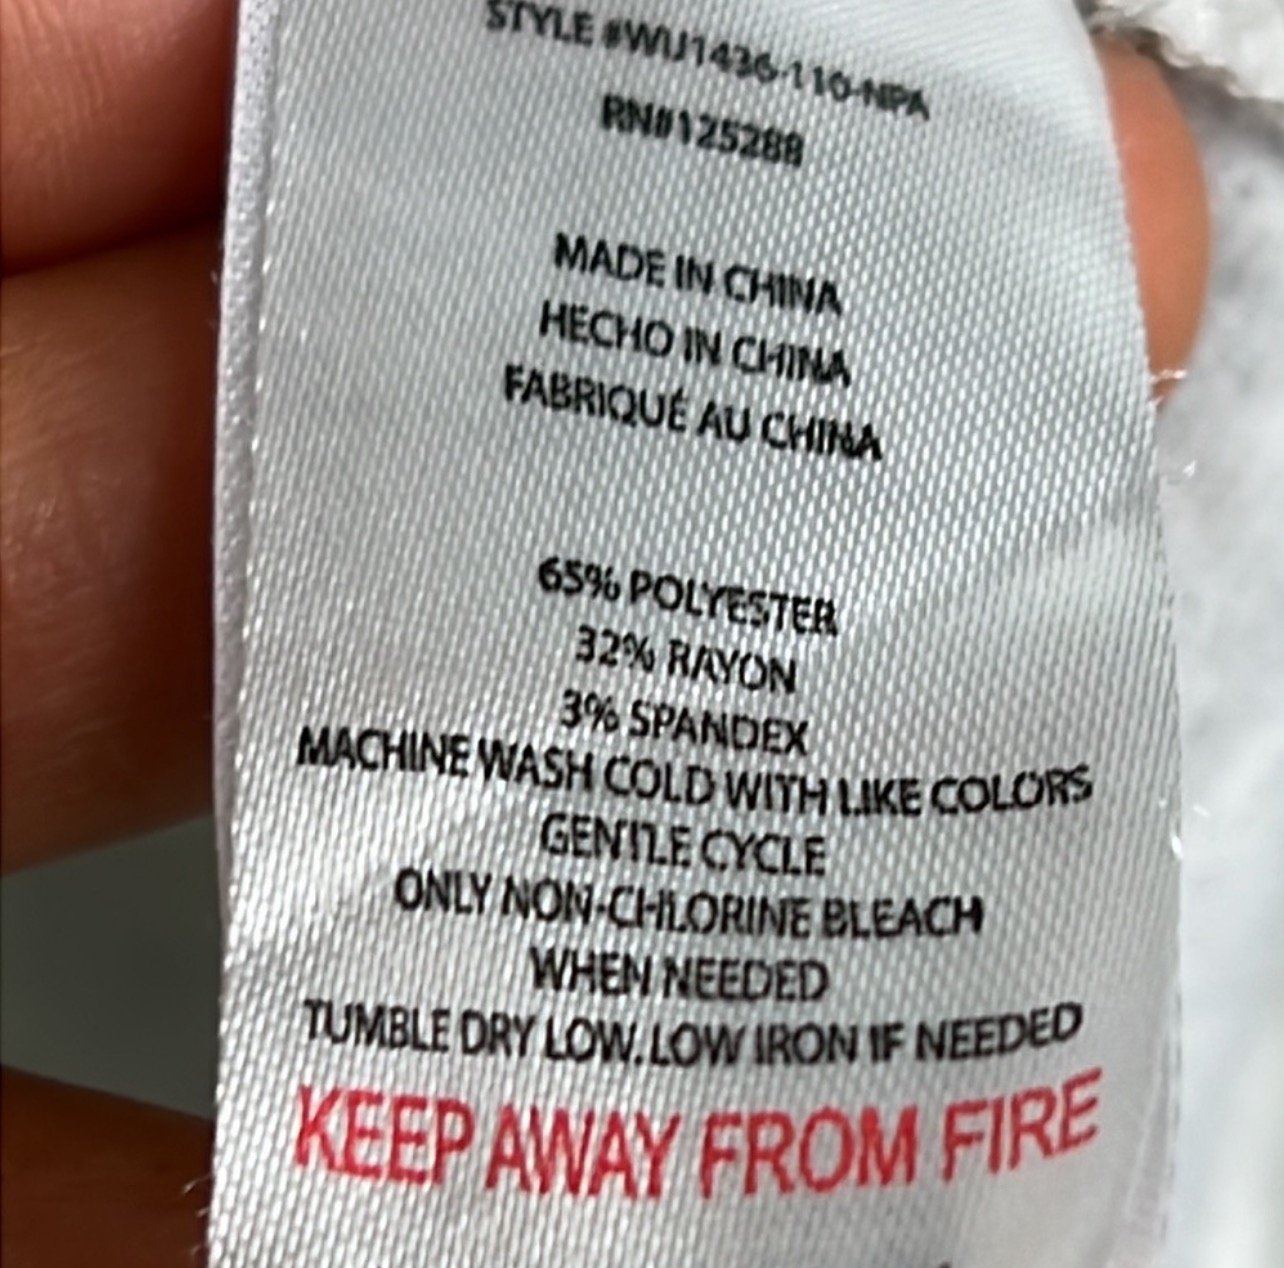 STYLE #WU1436-110-NPA
RN#125288
MADE IN CHINA
HECHO IN CHINA
FABRIQUÉ AU CHINA
65% POLYESTER
32% RAYON
3% SPANDEX
MACHINE WASH COLD WITH LIKE COLORS
GENTLE CYCLE
ONLY NON-CHLORINE BLEACH
WHEN NEEDED
TUMBLE DRY LOW. LOW IRON IF NEEDED
KEEP AWAY FROM FIRE